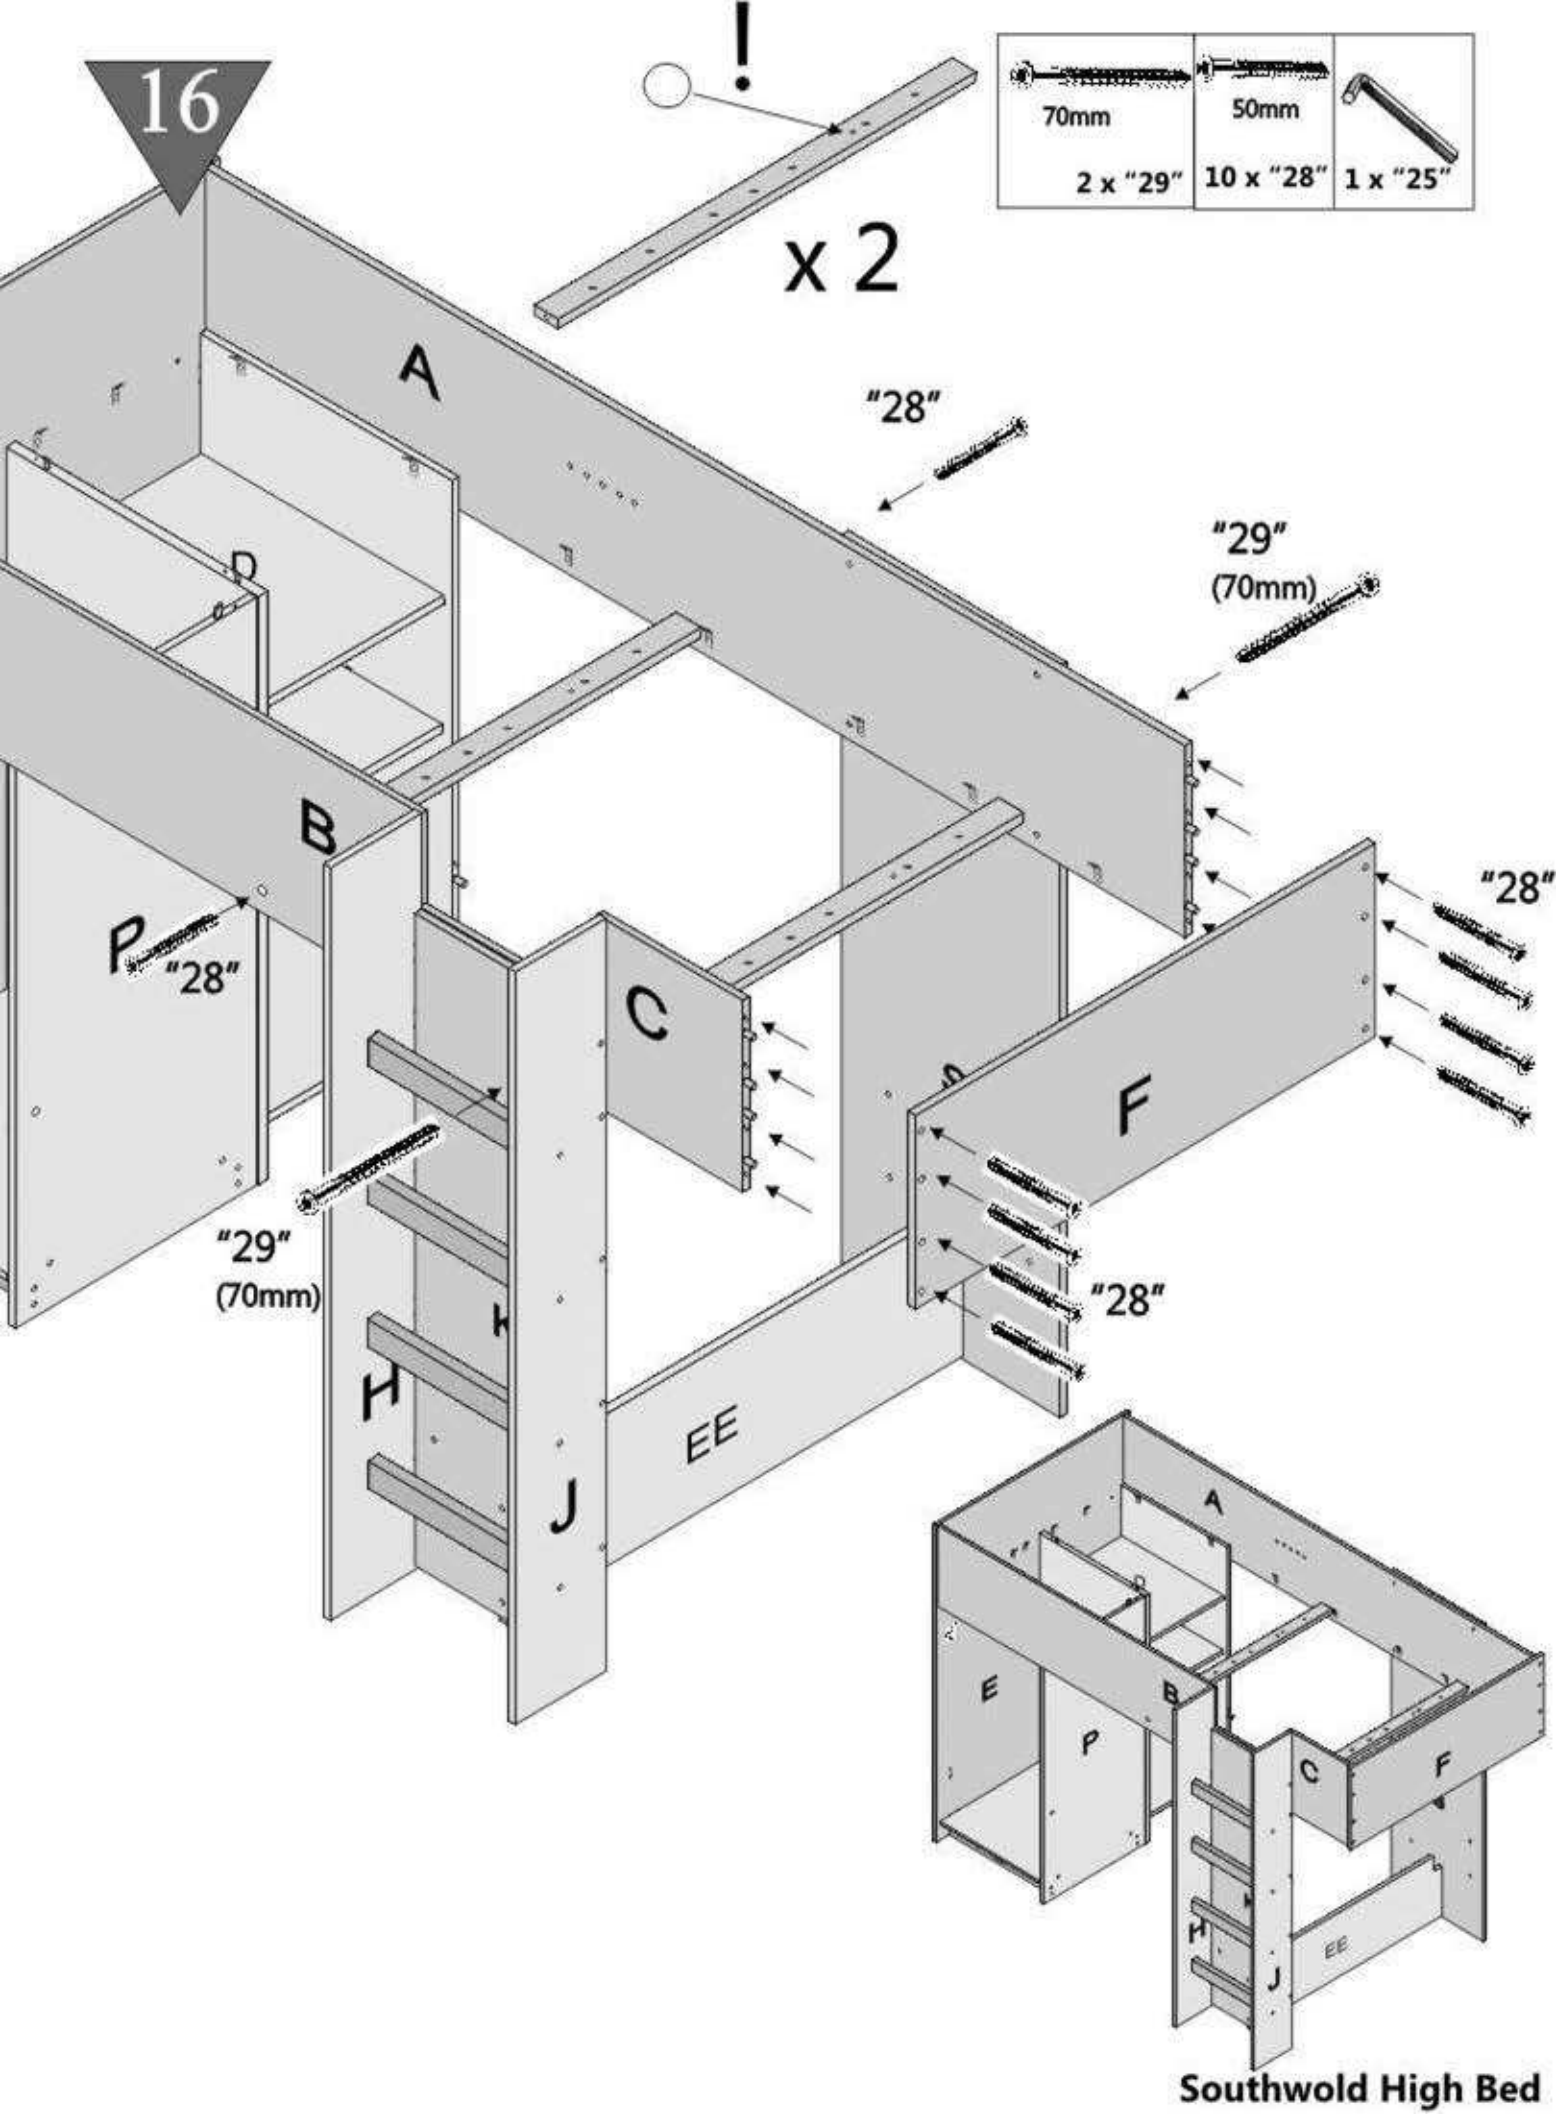 16
!
70mm
50mm
2 x “29”
10 x “28”
1 x “25”
x 2
A
“28”
“29”
(70mm)
D
B
P
“28”
“28”
C
S
F
“29”
(70mm)
“28”
K
H
EE
J
A
D
E
B
P
C
F
H
EE
J
Southwold High Bed